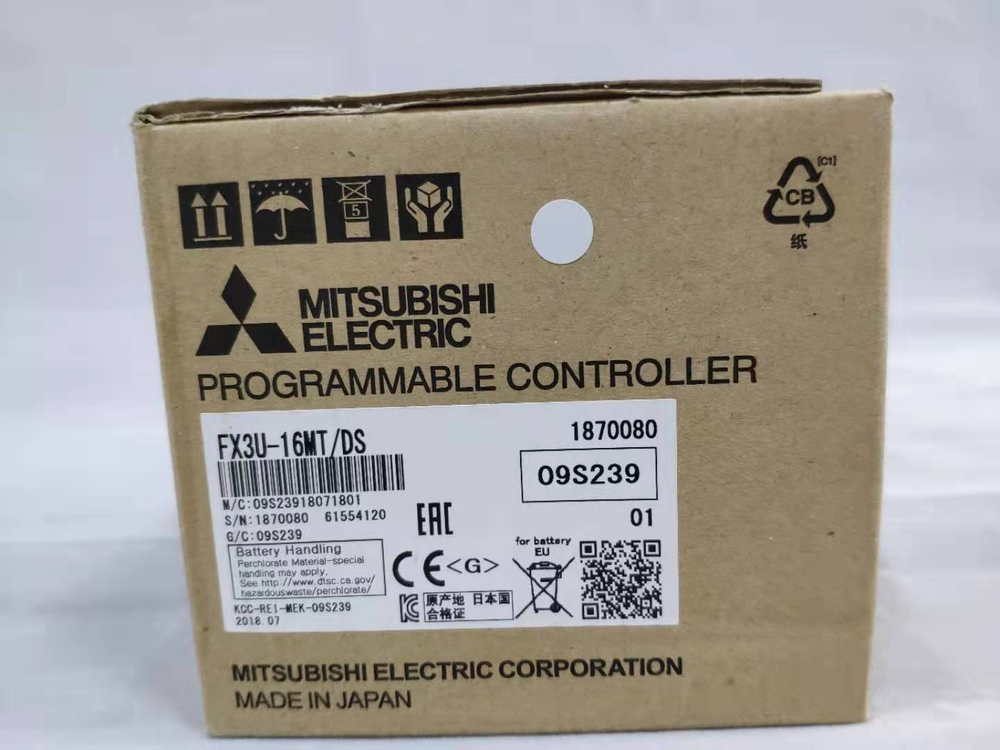 5
[C1]
CB
纸
MITSUBISHI
ELECTRIC
PROGRAMMABLE CONTROLLER
FX3U-16MT/DS
1870080
09S239
M/C:09S23918071801
S/N:1870080 61554120
G/C:09S239
EAC
01
Battery Handling
Perchlorate Material-special
handling may apply.
See http://www.dtsc.ca.gov/
hazardouswaste/perchlorate/
CE <G>
for battery
EU
KCC-REI-MEK-09S239
2018.07
原产地 日本国
合格证
MITSUBISHI ELECTRIC CORPORATION
MADE IN JAPAN